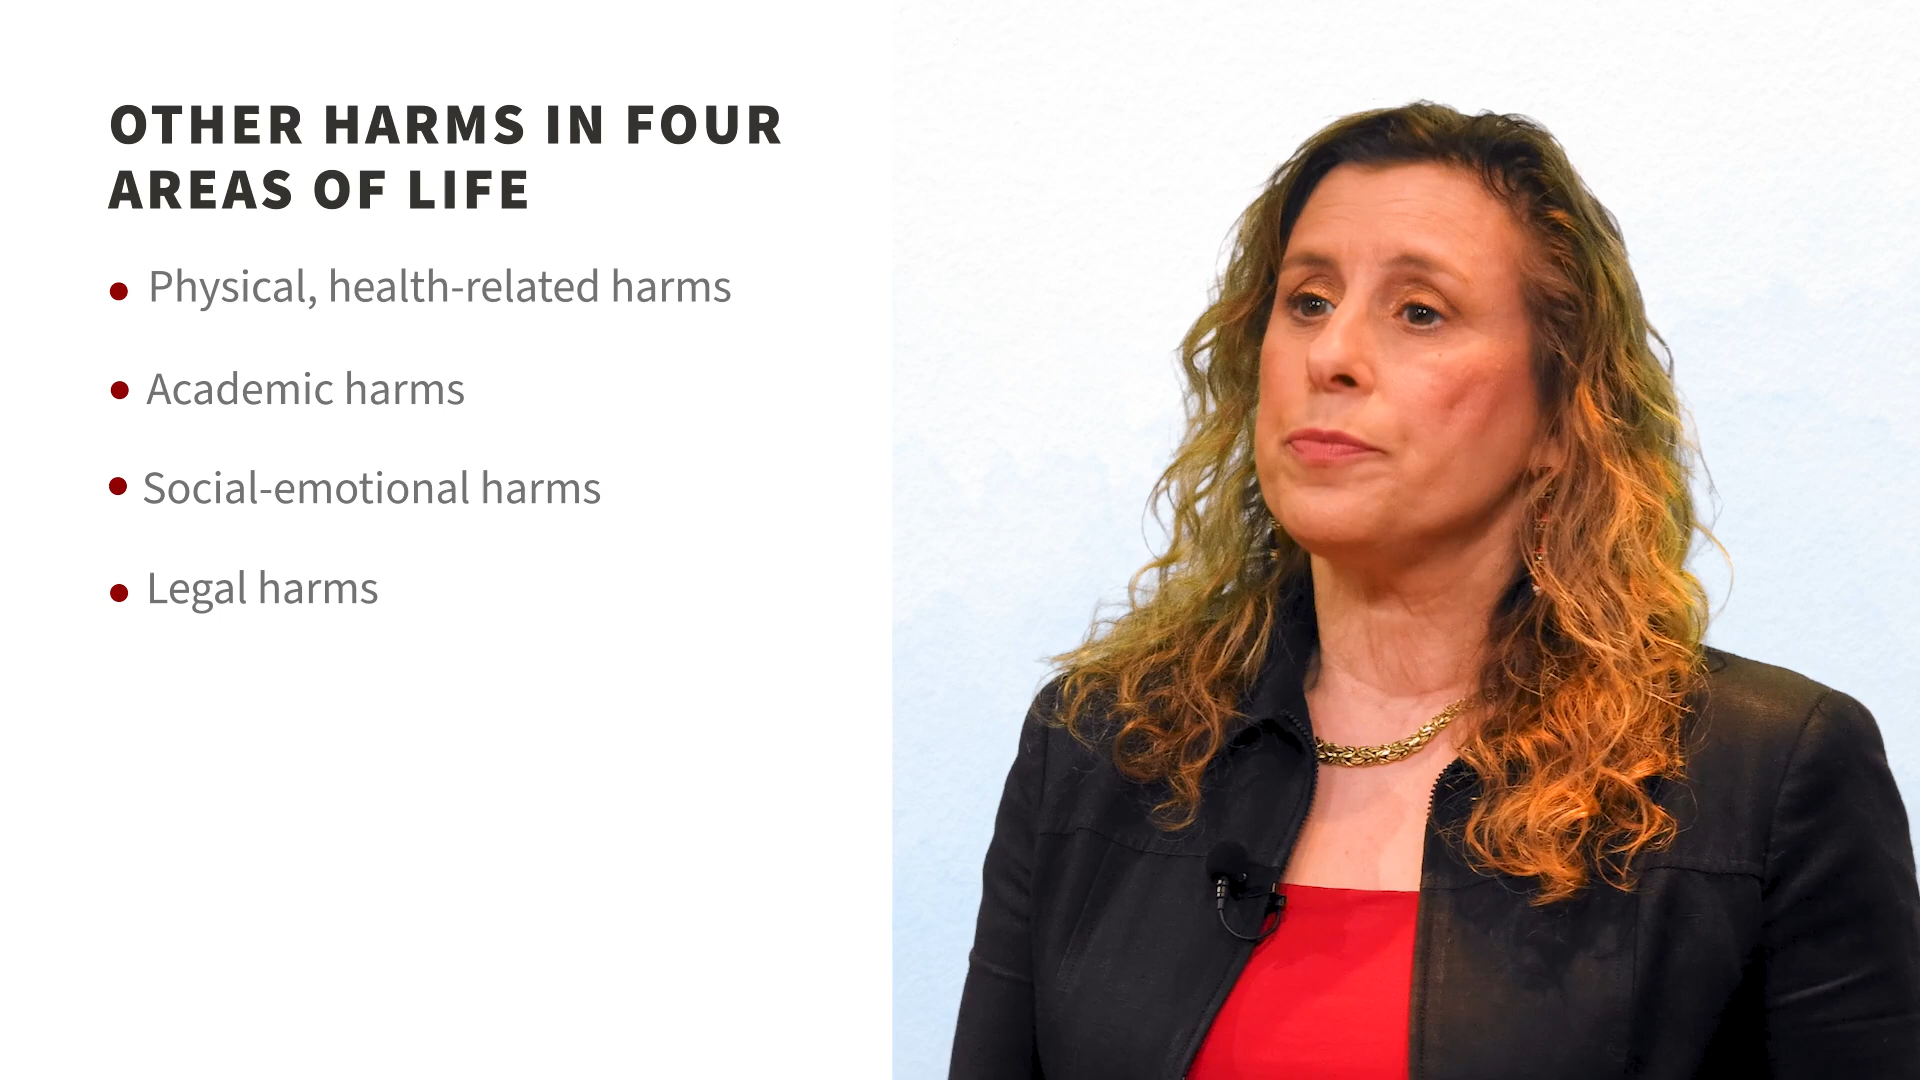 OTHER HARMS IN FOUR
AREAS OF LIFE
Physical, health-related harms
Academic harms
Social-emotional harms
Legal harms